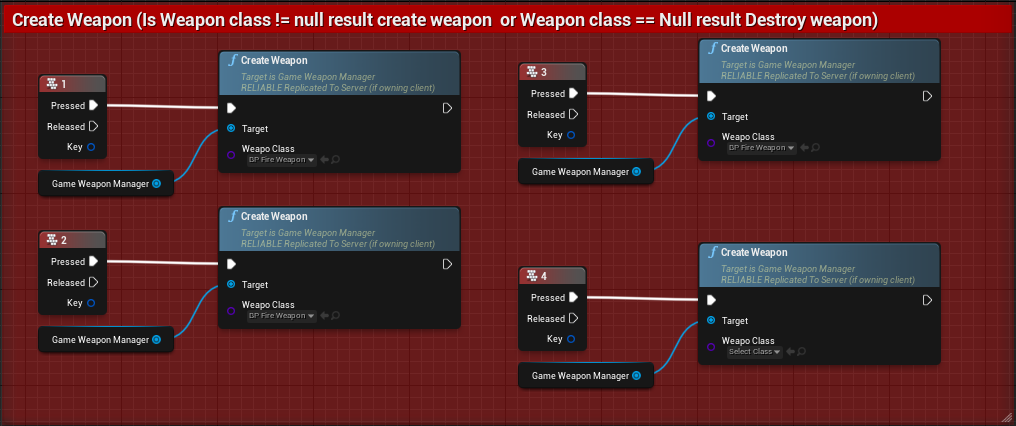 Create Weapon (Is Weapon class != null result create weapon  or Weapon class == Null result Destroy weapon)
1
Pressed
Released
Key
Game Weapon Manager
f Create Weapon
Target is Game Weapon Manager
RELIABLE Replicated To Server (if owning client)
Target
Weapo Class
BP Fire Weapon
3
Pressed
Released
Key
Game Weapon Manager
f Create Weapon
Target is Game Weapon Manager
RELIABLE Replicated To Server (if owning client)
Target
Weapo Class
BP Fire Weapon
2
Pressed
Released
Key
Game Weapon Manager
f Create Weapon
Target is Game Weapon Manager
RELIABLE Replicated To Server (if owning client)
Target
Weapo Class
BP Fire Weapon
4
Pressed
Released
Key
Game Weapon Manager
f Create Weapon
Target is Game Weapon Manager
RELIABLE Replicated To Server (if owning client)
Target
Weapo Class
Select Class